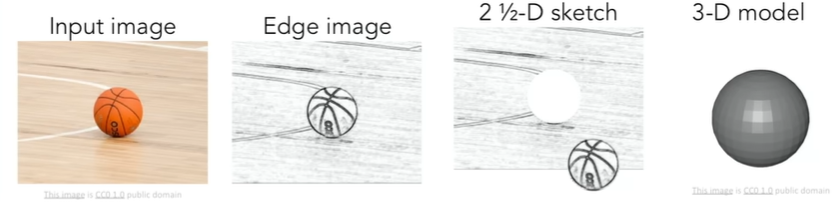 Input image
Edge image
2 ½-D sketch
3-D model
This image is CC0 1.0 public domain
This image is CC0 1.0 public domain